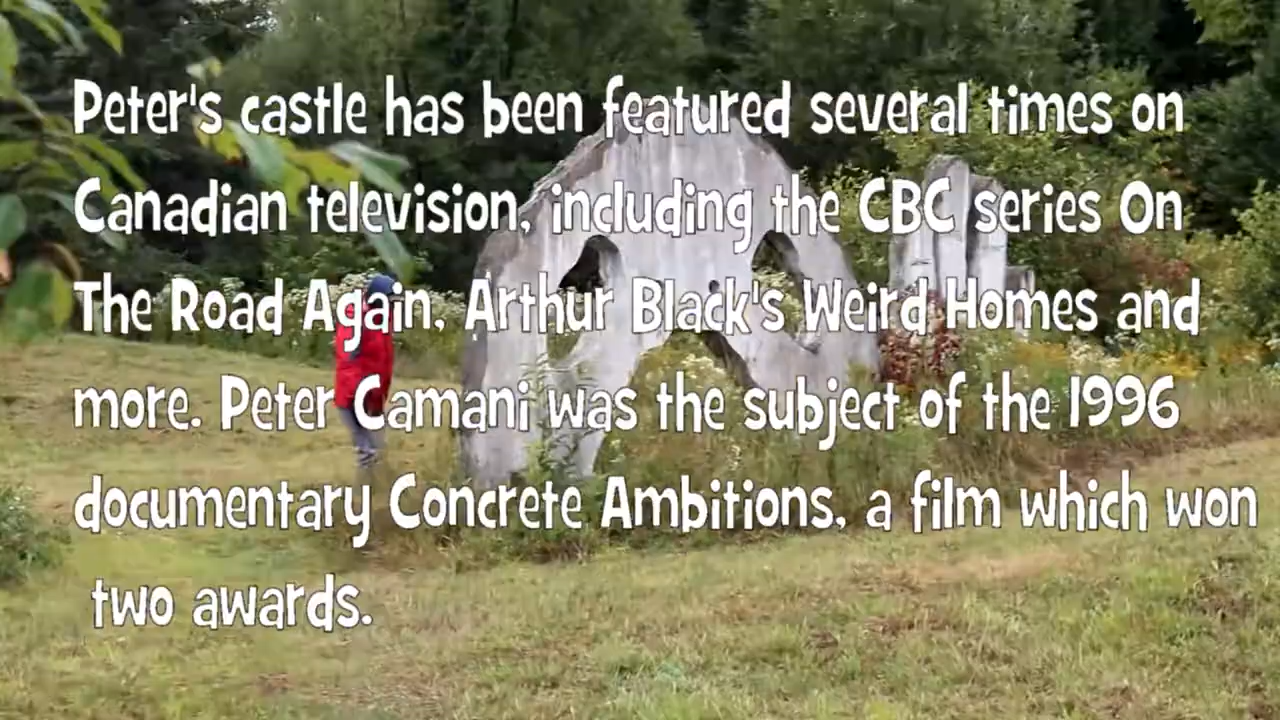 Peter's castle has been featured several times on
Canadian television, including the CBC series On
The Road Again, Arthur Black's Weird Homes and
more. Peter Camani was the subject of the 1996
documentary Concrete Ambitions, a film which won
two awards.